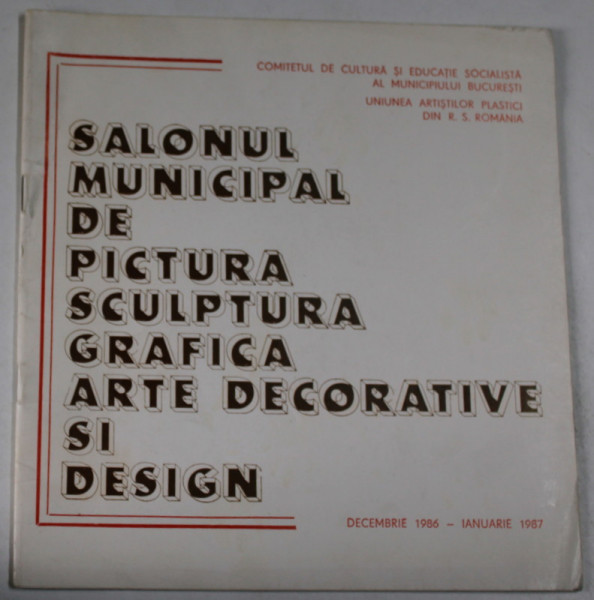 COMITETUL DE CULTURĂ ȘI EDUCAȚIE SOCIALISTĂ
AL MUNICIPIULUI BUCUREȘTI
UNIUNEA ARTIȘTILOR PLASTICI
DIN R. S. ROMÂNIA
SALONUL
MUNICIPAL
DE
PICTURA
SCULPTURA
GRAFICA
ARTE DECORATIVE
SI
DESIGN
DECEMBRIE 1986 – IANUARIE 1987